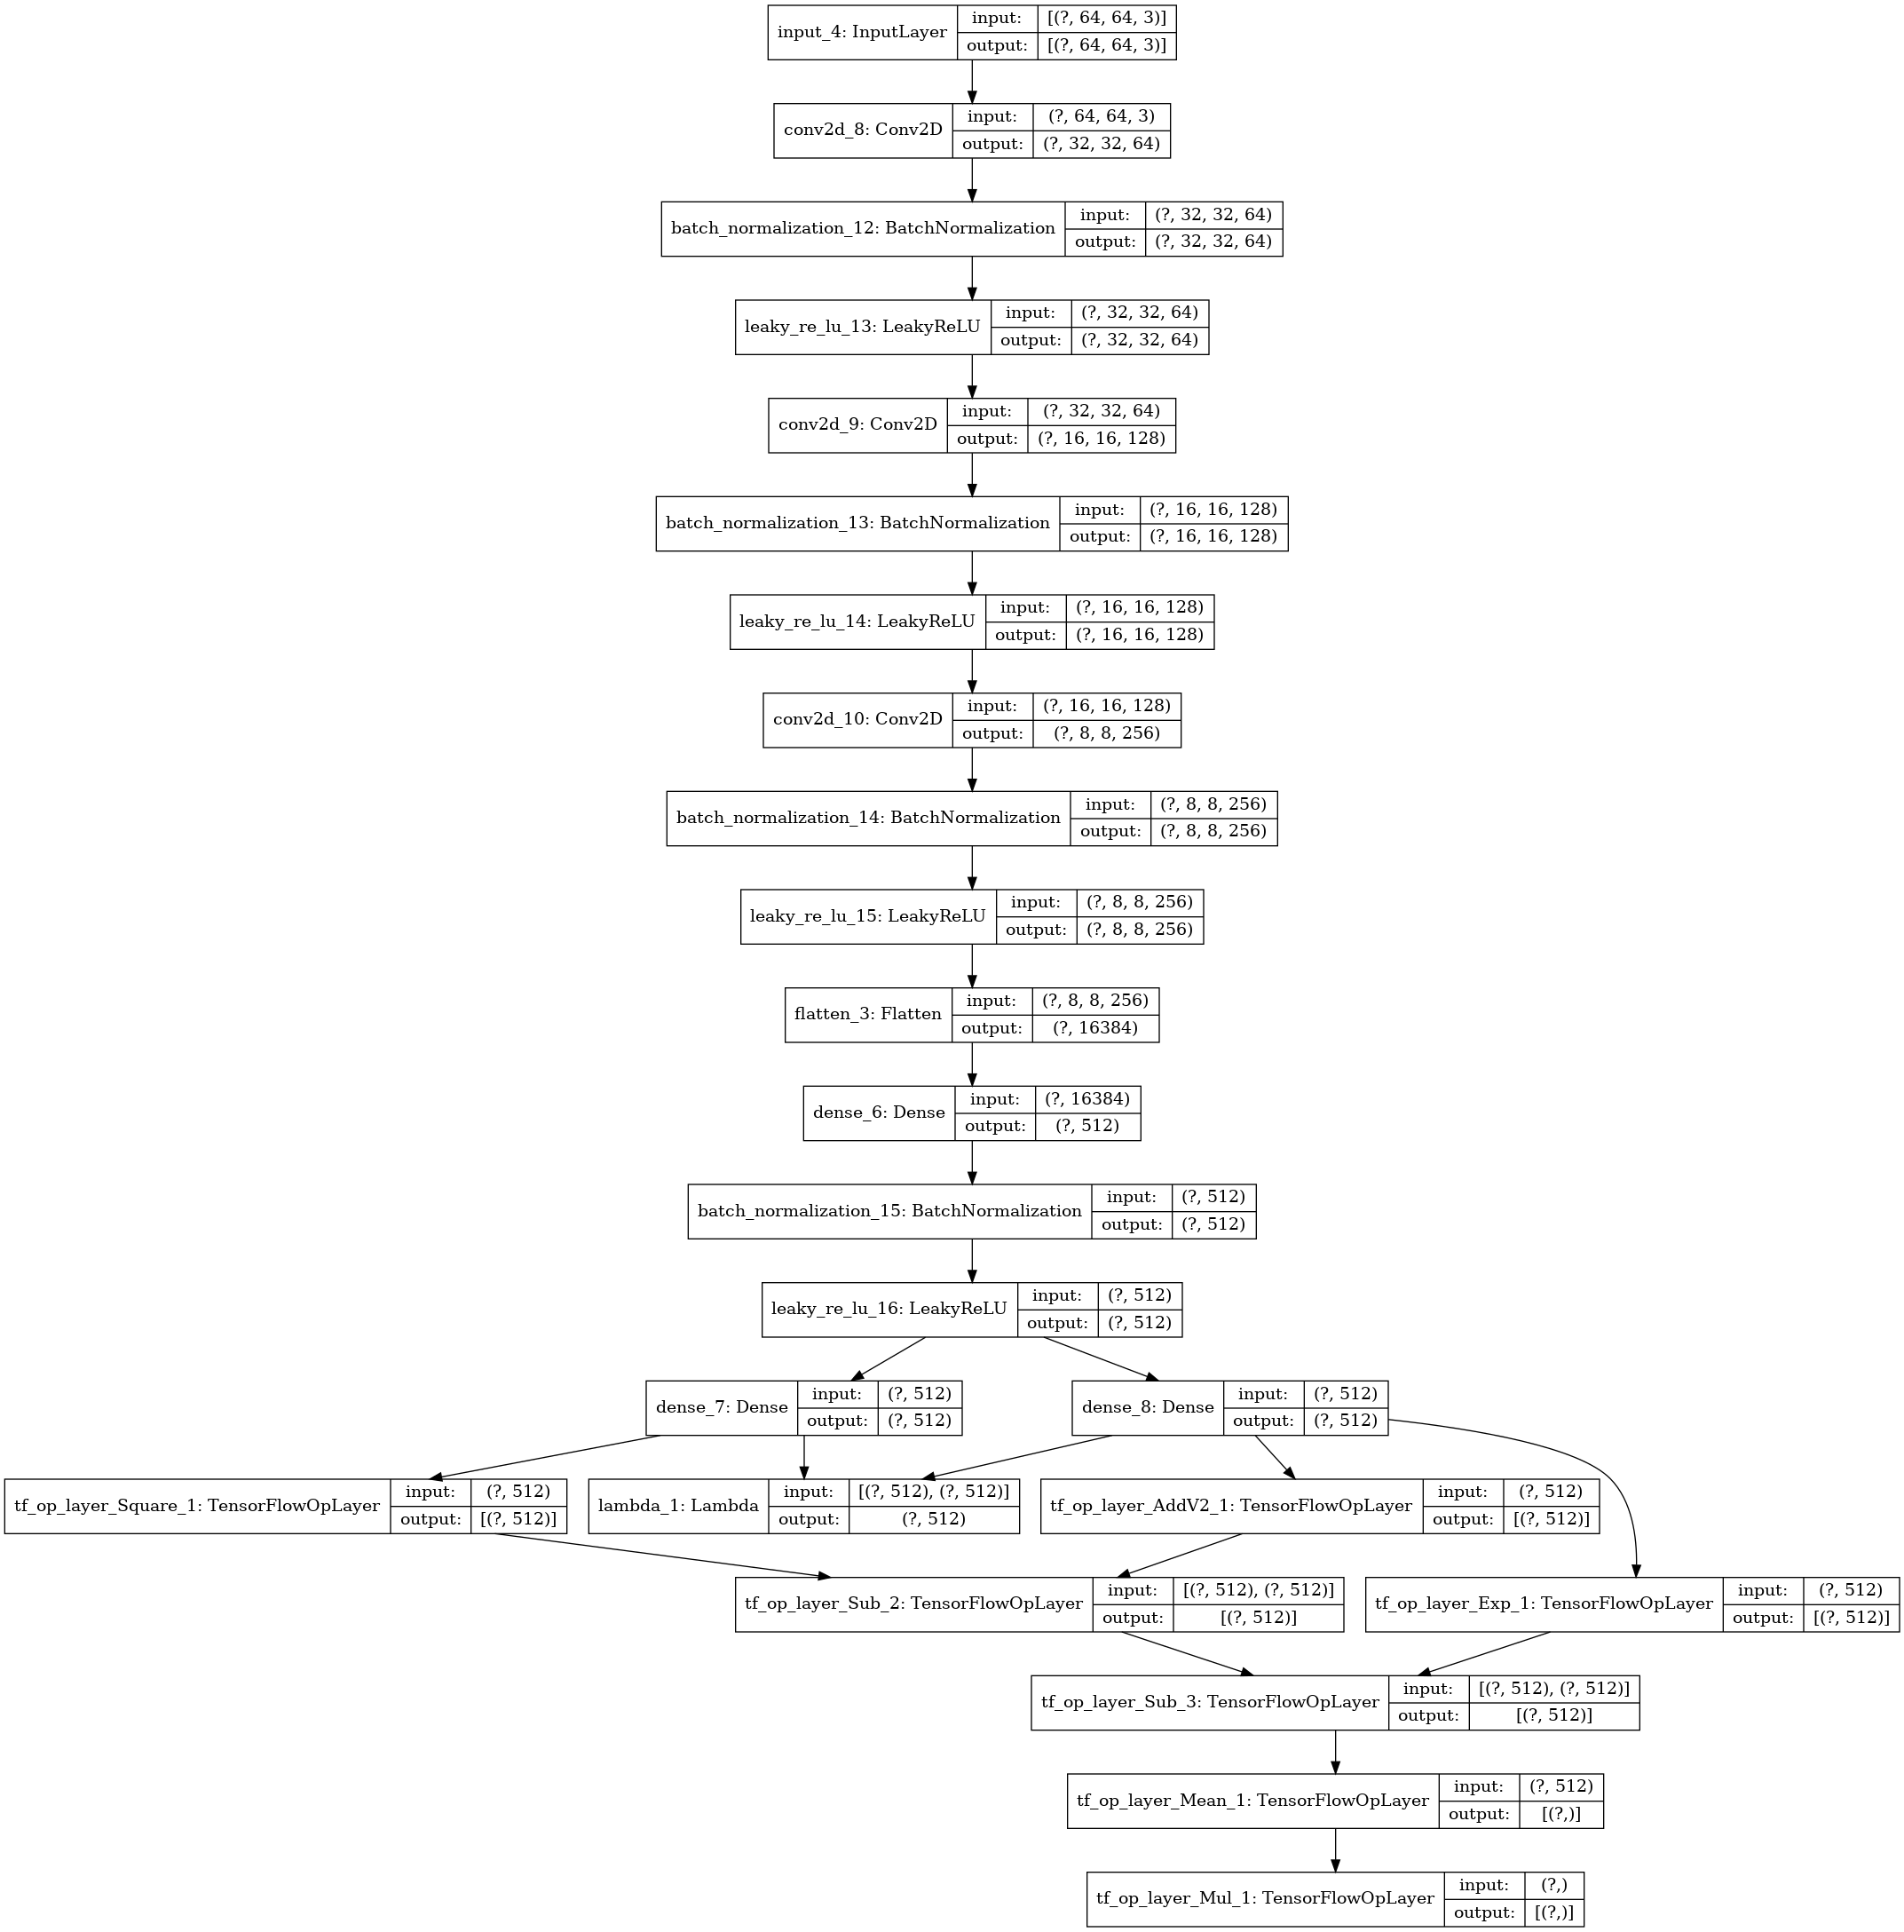 input_4: InputLayer
input:
[(?, 64, 64, 3)]
output:
[(?, 64, 64, 3)]
conv2d_8: Conv2D
input:
(?, 64, 64, 3)
output:
(?, 32, 32, 64)
batch_normalization_12: BatchNormalization
input:
(?, 32, 32, 64)
output:
(?, 32, 32, 64)
leaky_re_lu_13: LeakyReLU
input:
(?, 32, 32, 64)
output:
(?, 32, 32, 64)
conv2d_9: Conv2D
input:
(?, 32, 32, 64)
output:
(?, 16, 16, 128)
batch_normalization_13: BatchNormalization
input:
(?, 16, 16, 128)
output:
(?, 16, 16, 128)
leaky_re_lu_14: LeakyReLU
input:
(?, 16, 16, 128)
output:
(?, 16, 16, 128)
conv2d_10: Conv2D
input:
(?, 16, 16, 128)
output:
(?, 8, 8, 256)
batch_normalization_14: BatchNormalization
input:
(?, 8, 8, 256)
output:
(?, 8, 8, 256)
leaky_re_lu_15: LeakyReLU
input:
(?, 8, 8, 256)
output:
(?, 8, 8, 256)
flatten_3: Flatten
input:
(?, 8, 8, 256)
output:
(?, 16384)
dense_6: Dense
input:
(?, 16384)
output:
(?, 512)
batch_normalization_15: BatchNormalization
input:
(?, 512)
output:
(?, 512)
leaky_re_lu_16: LeakyReLU
input:
(?, 512)
output:
(?, 512)
dense_7: Dense
input:
(?, 512)
output:
(?, 512)
dense_8: Dense
input:
(?, 512)
output:
(?, 512)
tf_op_layer_Square_1: TensorFlowOpLayer
input:
(?, 512)
output:
[(?, 512)]
lambda_1: Lambda
input:
[(?, 512), (?, 512)]
output:
(?, 512)
tf_op_layer_AddV2_1: TensorFlowOpLayer
input:
(?, 512)
output:
[(?, 512)]
tf_op_layer_Sub_2: TensorFlowOpLayer
input:
[(?, 512), (?, 512)]
output:
[(?, 512)]
tf_op_layer_Exp_1: TensorFlowOpLayer
input:
(?, 512)
output:
[(?, 512)]
tf_op_layer_Sub_3: TensorFlowOpLayer
input:
[(?, 512), (?, 512)]
output:
[(?, 512)]
tf_op_layer_Mean_1: TensorFlowOpLayer
input:
(?, 512)
output:
[(?,)]
tf_op_layer_Mul_1: TensorFlowOpLayer
input:
(?,)
output:
[(?,)]